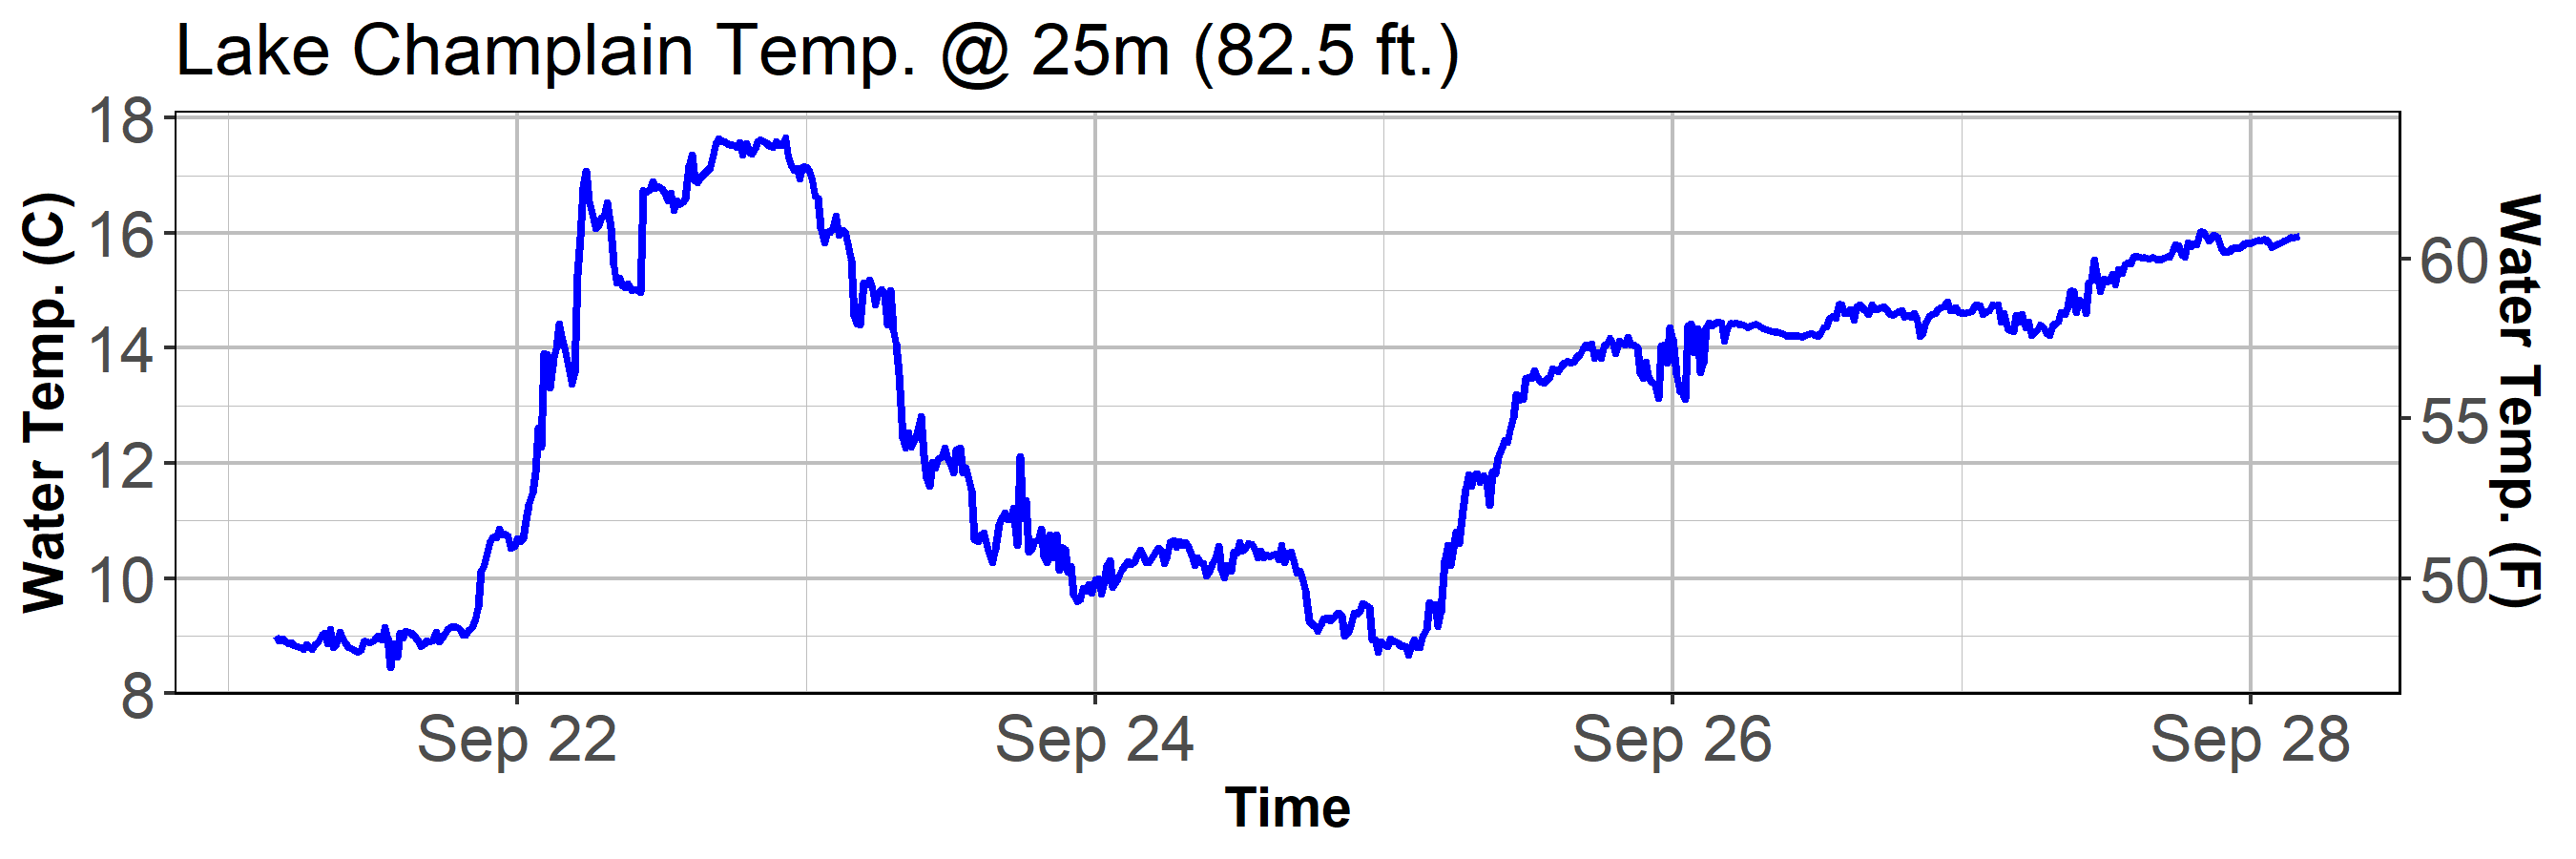 Lake Champlain Temp. @ 25m (82.5 ft.)
Water Temp. (C)
18
16
14
12
10
8
60
55
50
Water Temp. (F)
Sep 22
Sep 24
Sep 26
Sep 28
Time